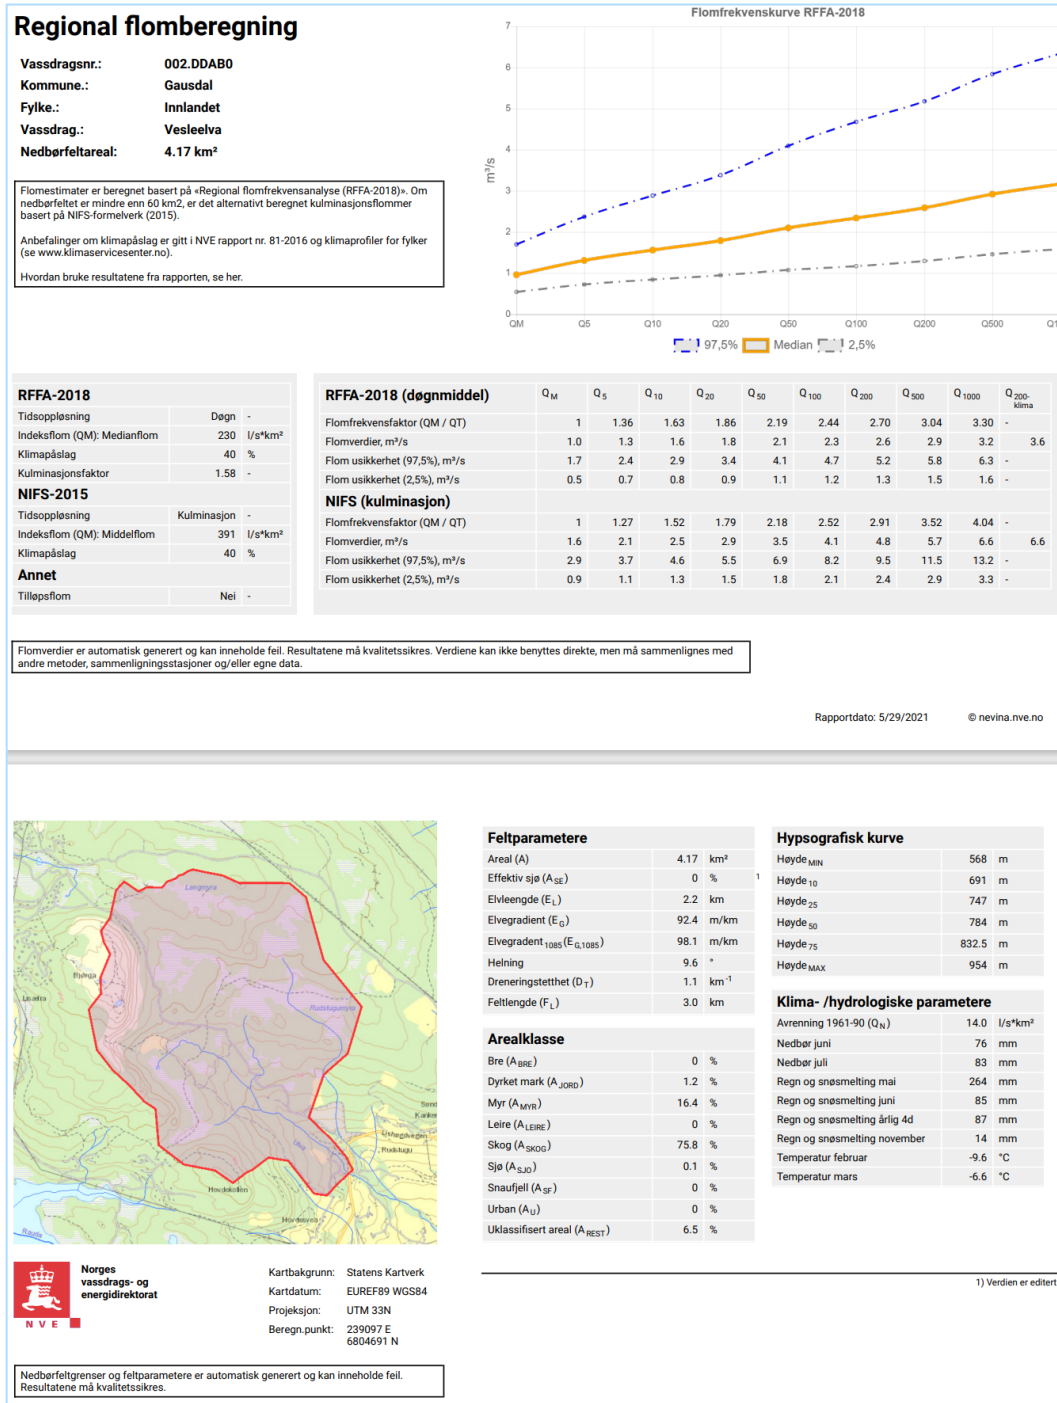 Regional flomberegning
Vassdragsnr.: 002.DDAB0
Kommune.: Gausdal
Fylke.: Innlandet
Vassdrag.: Vesleelva
Nedbørfeltareal: 4.17 km²
Flomestimater er beregnet basert på «Regional flomfrekvensanalyse (RFFA-2018)». Om
nedbørfeltet er mindre enn 60 km2, er det alternativt beregnet kulminasjonsflommer
basert på NIFS-formelverk (2015).
Anbefalinger om klimapåslag er gitt i NVE rapport nr. 81-2016 og klimaprofiler for fylker
(se www.klimaservicesenter.no).
Hvordan bruke resultatene fra rapporten, se her.
Flomfrekvenskurve RFFA-2018
7
6
5
4
3
2
1
0
m³/s
QM Q5 Q10 Q20 Q50 Q100 Q200 Q500 Q1
97,5% Median 2,5%
RFFA-2018
Tidsoppløsning Døgn -
Indeksflom (QM): Medianflom 230 l/s*km²
Klimapåslag 40 %
Kulminasjonsfaktor 1.58 -
NIFS-2015
Tidsoppløsning Kulminasjon -
Indeksflom (QM): Middelflom 391 l/s*km²
Klimapåslag 40 %
Annet
Tilløpsflom Nei -
RFFA-2018 (døgnmiddel) QM Q5 Q10 Q20 Q50 Q100 Q200 Q500 Q1000 Q200-klima
Flomfrekvensfaktor (QM / QT) 1 1.36 1.63 1.86 2.19 2.44 2.70 3.04 3.30 -
Flomverdier, m³/s 1.0 1.3 1.6 1.8 2.1 2.3 2.6 2.9 3.2 3.6
Flom usikkerhet (97,5%), m³/s 1.7 2.4 2.9 3.4 4.1 4.7 5.2 5.8 6.3 -
Flom usikkerhet (2,5%), m³/s 0.5 0.7 0.8 0.9 1.1 1.2 1.3 1.5 1.6 -
NIFS (kulminasjon)
Flomfrekvensfaktor (QM / QT) 1 1.27 1.52 1.79 2.18 2.52 2.91 3.52 4.04 -
Flomverdier, m³/s 1.6 2.1 2.5 2.9 3.5 4.1 4.8 5.7 6.6 6.6
Flom usikkerhet (97,5%), m³/s 2.9 3.7 4.6 5.5 6.9 8.2 9.5 11.5 13.2 -
Flom usikkerhet (2,5%), m³/s 0.9 1.1 1.3 1.5 1.8 2.1 2.4 2.9 3.3 -
Flomverdier er automatisk generert og kan inneholde feil. Resultatene må kvalitetssikres. Verdiene kan ikke benyttes direkte, men må sammenlignes med
andre metoder, sammenligningsstasjoner og/eller egne data.
Rapportdato: 5/29/2021 © nevina.nve.no
Langmyra
Bjørgja
Rudstugumyra
Ulva
Rudstugu
Hovdekollen
Feltparametere
Areal (A) 4.17 km²
Effektiv sjø (ASE) 0 % 1
Elvleengde (EL) 2.2 km
Elvegradient (EG) 92.4 m/km
Elvegradent1085(EG,1085) 98.1 m/km
Helning 9.6 °
Dreneringstetthet (DT) 1.1 km-1
Feltlengde (FL) 3.0 km
Arealklasse
Bre (ABRE) 0 %
Dyrket mark (AJORD) 1.2 %
Myr (AMYR) 16.4 %
Leire (ALEIRE) 0 %
Skog (ASKOG) 75.8 %
Sjø (ASJO) 0.1 %
Snaufjell (ASF) 0 %
Urban (AU) 0 %
Uklassifisert areal (AREST) 6.5 %
Hypsografisk kurve
HøydeMIN 568 m
Høyde10 691 m
Høyde25 747 m
Høyde50 784 m
Høyde75 832.5 m
HøydeMAX 954 m
Klima- /hydrologiske parametere
Avrenning 1961-90 (QN) 14.0 l/s*km²
Nedbør juni 76 mm
Nedbør juli 83 mm
Regn og snøsmelting mai 264 mm
Regn og snøsmelting juni 85 mm
Regn og snøsmelting årlig 4d 87 mm
Regn og snøsmelting november 14 mm
Temperatur februar -9.6 °C
Temperatur mars -6.6 °C
1) Verdien er editert
NVE
Norges
vassdrags- og
energidirektorat
Kartbakgrunn: Statens Kartverk
Kartdatum: EUREF89 WGS84
Projeksjon: UTM 33N
Beregn.punkt: 239097 E
6804691 N
Nedbørfeltgrenser og feltparametere er automatisk generert og kan inneholde feil.
Resultatene må kvalitetssikres.